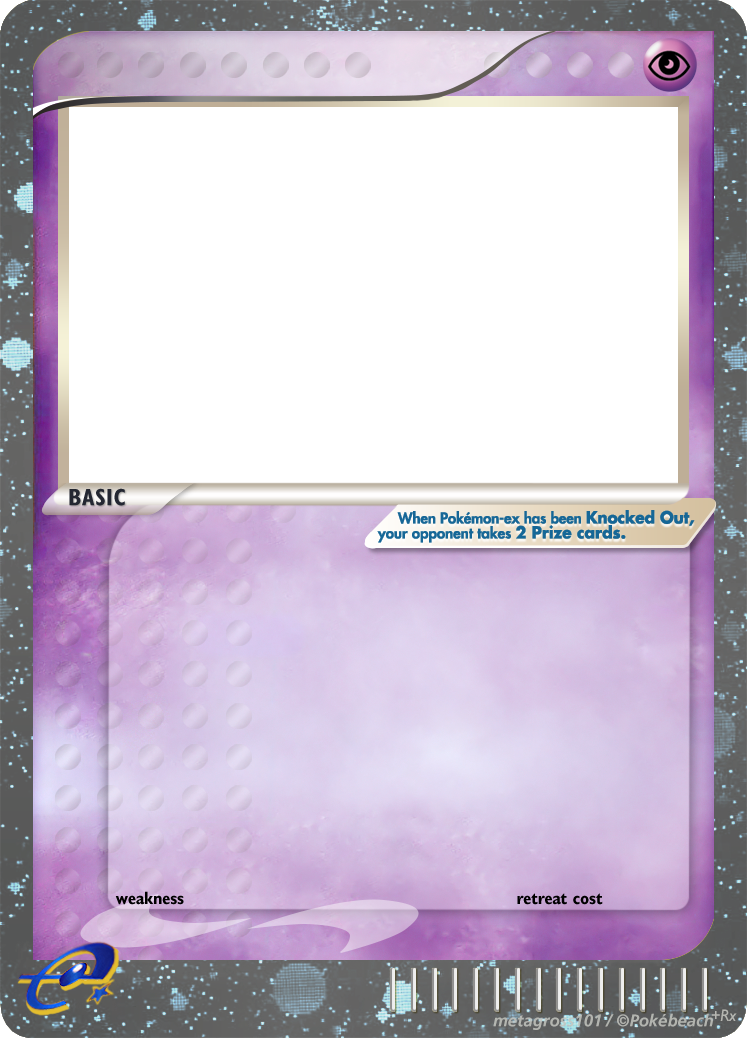 BASIC
When Pokémon-ex has been Knocked Out,
your opponent takes 2 Prize cards.
weakness
retreat cost
metagross101 / ©Pokébeach +Rx